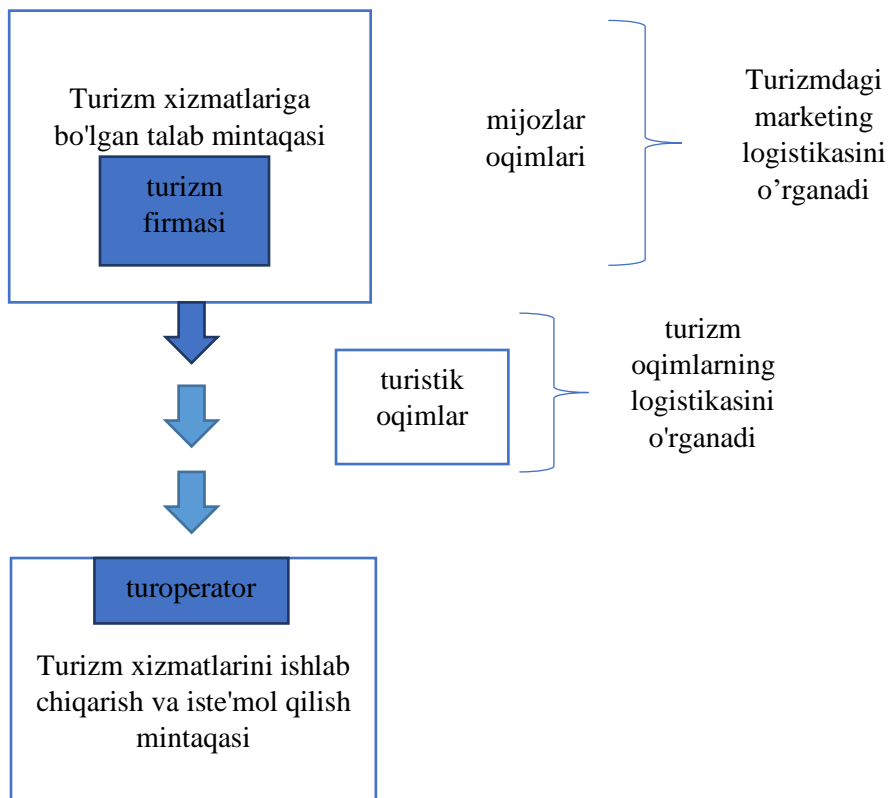 Turizm xizmatlariga
bo'lgan talab mintaqasi
turizm
firmasi
mijozlar
oqimlari
Turizmdagi
marketing
logistikasini
o’rganadi
turistik
oqimlar
turizm
oqimlarning
logistikasini
o'rganadi
turoperator
Turizm xizmatlarini ishlab
chiqarish va iste'mol qilish
mintaqasi